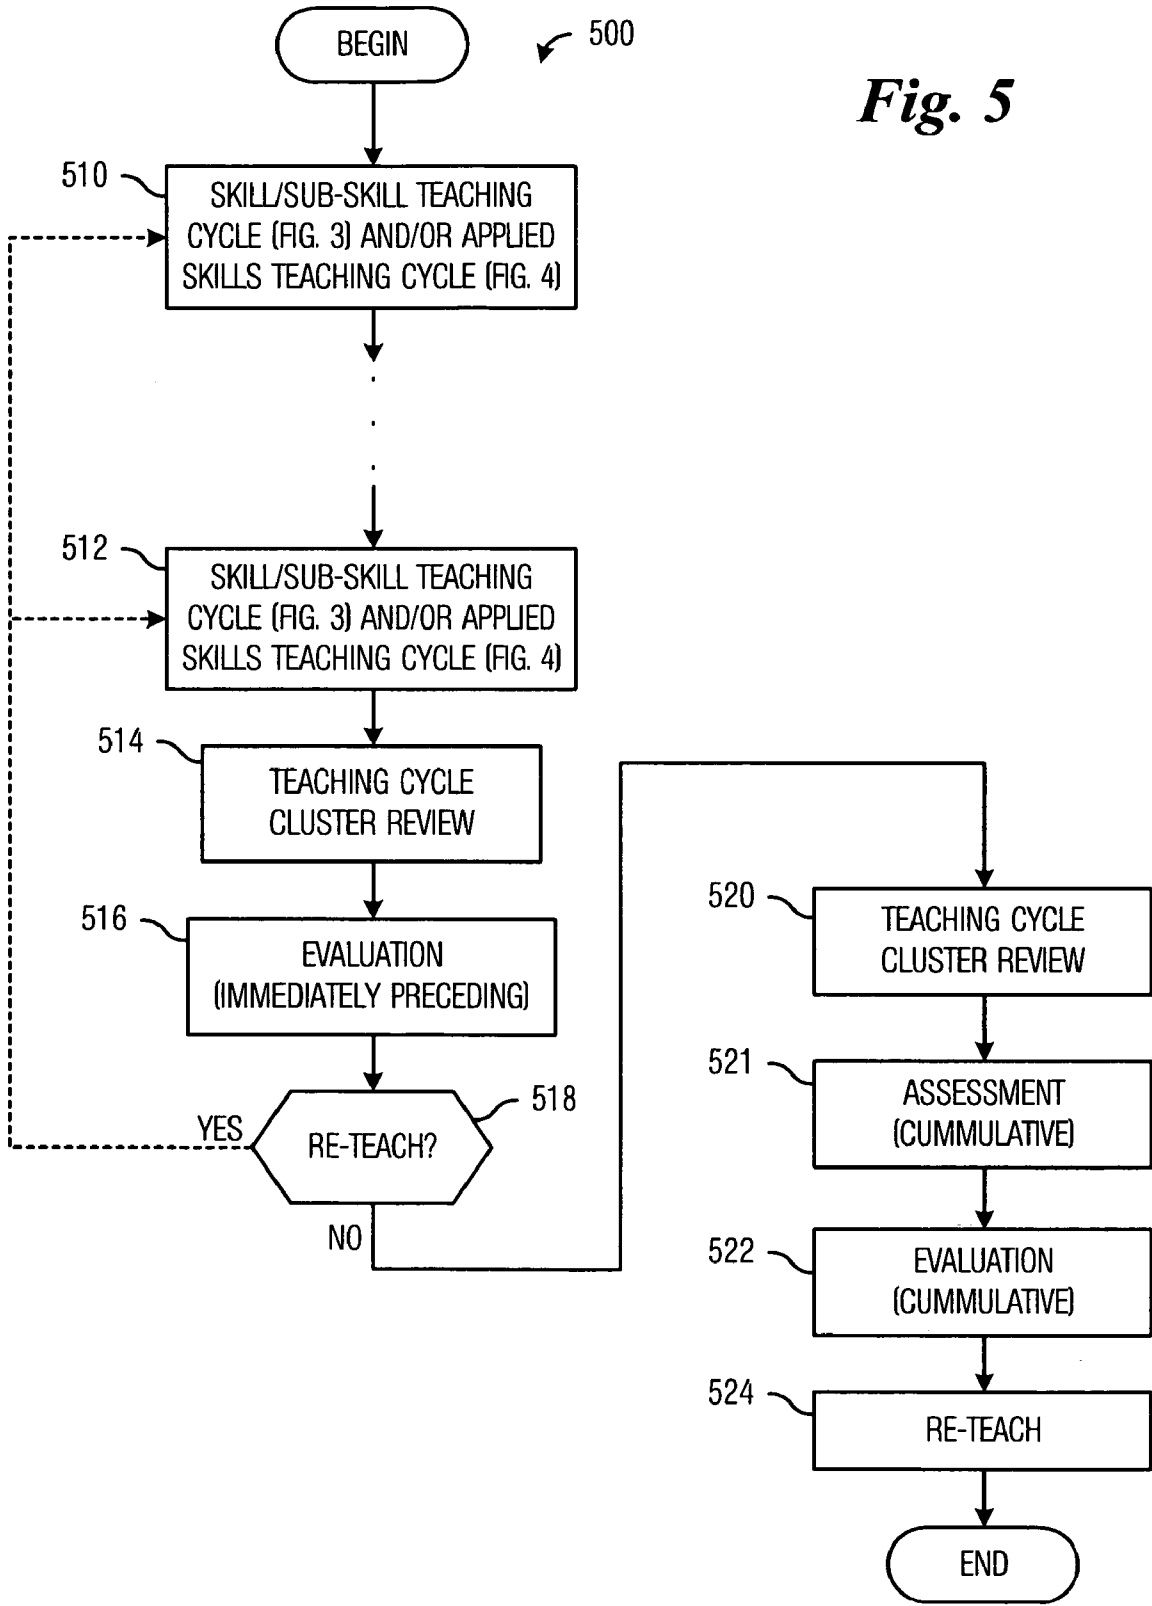 BEGIN
500
Fig. 5
510
SKILL/SUB-SKILL TEACHING
CYCLE (FIG. 3) AND/OR APPLIED
SKILLS TEACHING CYCLE (FIG. 4)
512
SKILL/SUB-SKILL TEACHING
CYCLE (FIG. 3) AND/OR APPLIED
SKILLS TEACHING CYCLE (FIG. 4)
514
TEACHING CYCLE
CLUSTER REVIEW
516
EVALUATION
(IMMEDIATELY PRECEDING)
518
YES
RE-TEACH?
NO
520
TEACHING CYCLE
CLUSTER REVIEW
521
ASSESSMENT
(CUMMULATIVE)
522
EVALUATION
(CUMMULATIVE)
524
RE-TEACH
END